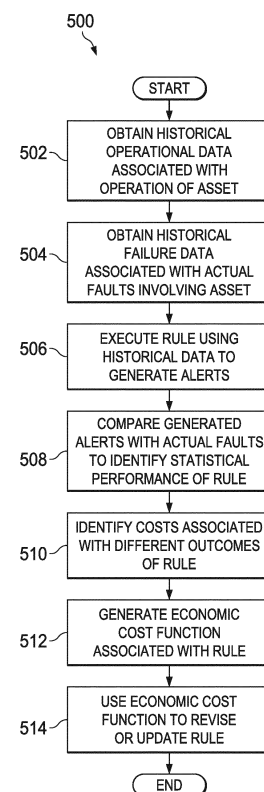 500
START
502
OBTAIN HISTORICAL
OPERATIONAL DATA
ASSOCIATED WITH
OPERATION OF ASSET
504
OBTAIN HISTORICAL
FAILURE DATA
ASSOCIATED WITH ACTUAL
FAULTS INVOLVING ASSET
506
EXECUTE RULE USING
HISTORICAL DATA TO
GENERATE ALERTS
508
COMPARE GENERATED
ALERTS WITH ACTUAL FAULTS
TO IDENTIFY STATISTICAL
PERFORMANCE OF RULE
510
IDENTIFY COSTS ASSOCIATED
WITH DIFFERENT OUTCOMES
OF RULE
512
GENERATE ECONOMIC
COST FUNCTION
ASSOCIATED WITH RULE
514
USE ECONOMIC COST
FUNCTION TO REVISE
OR UPDATE RULE
END